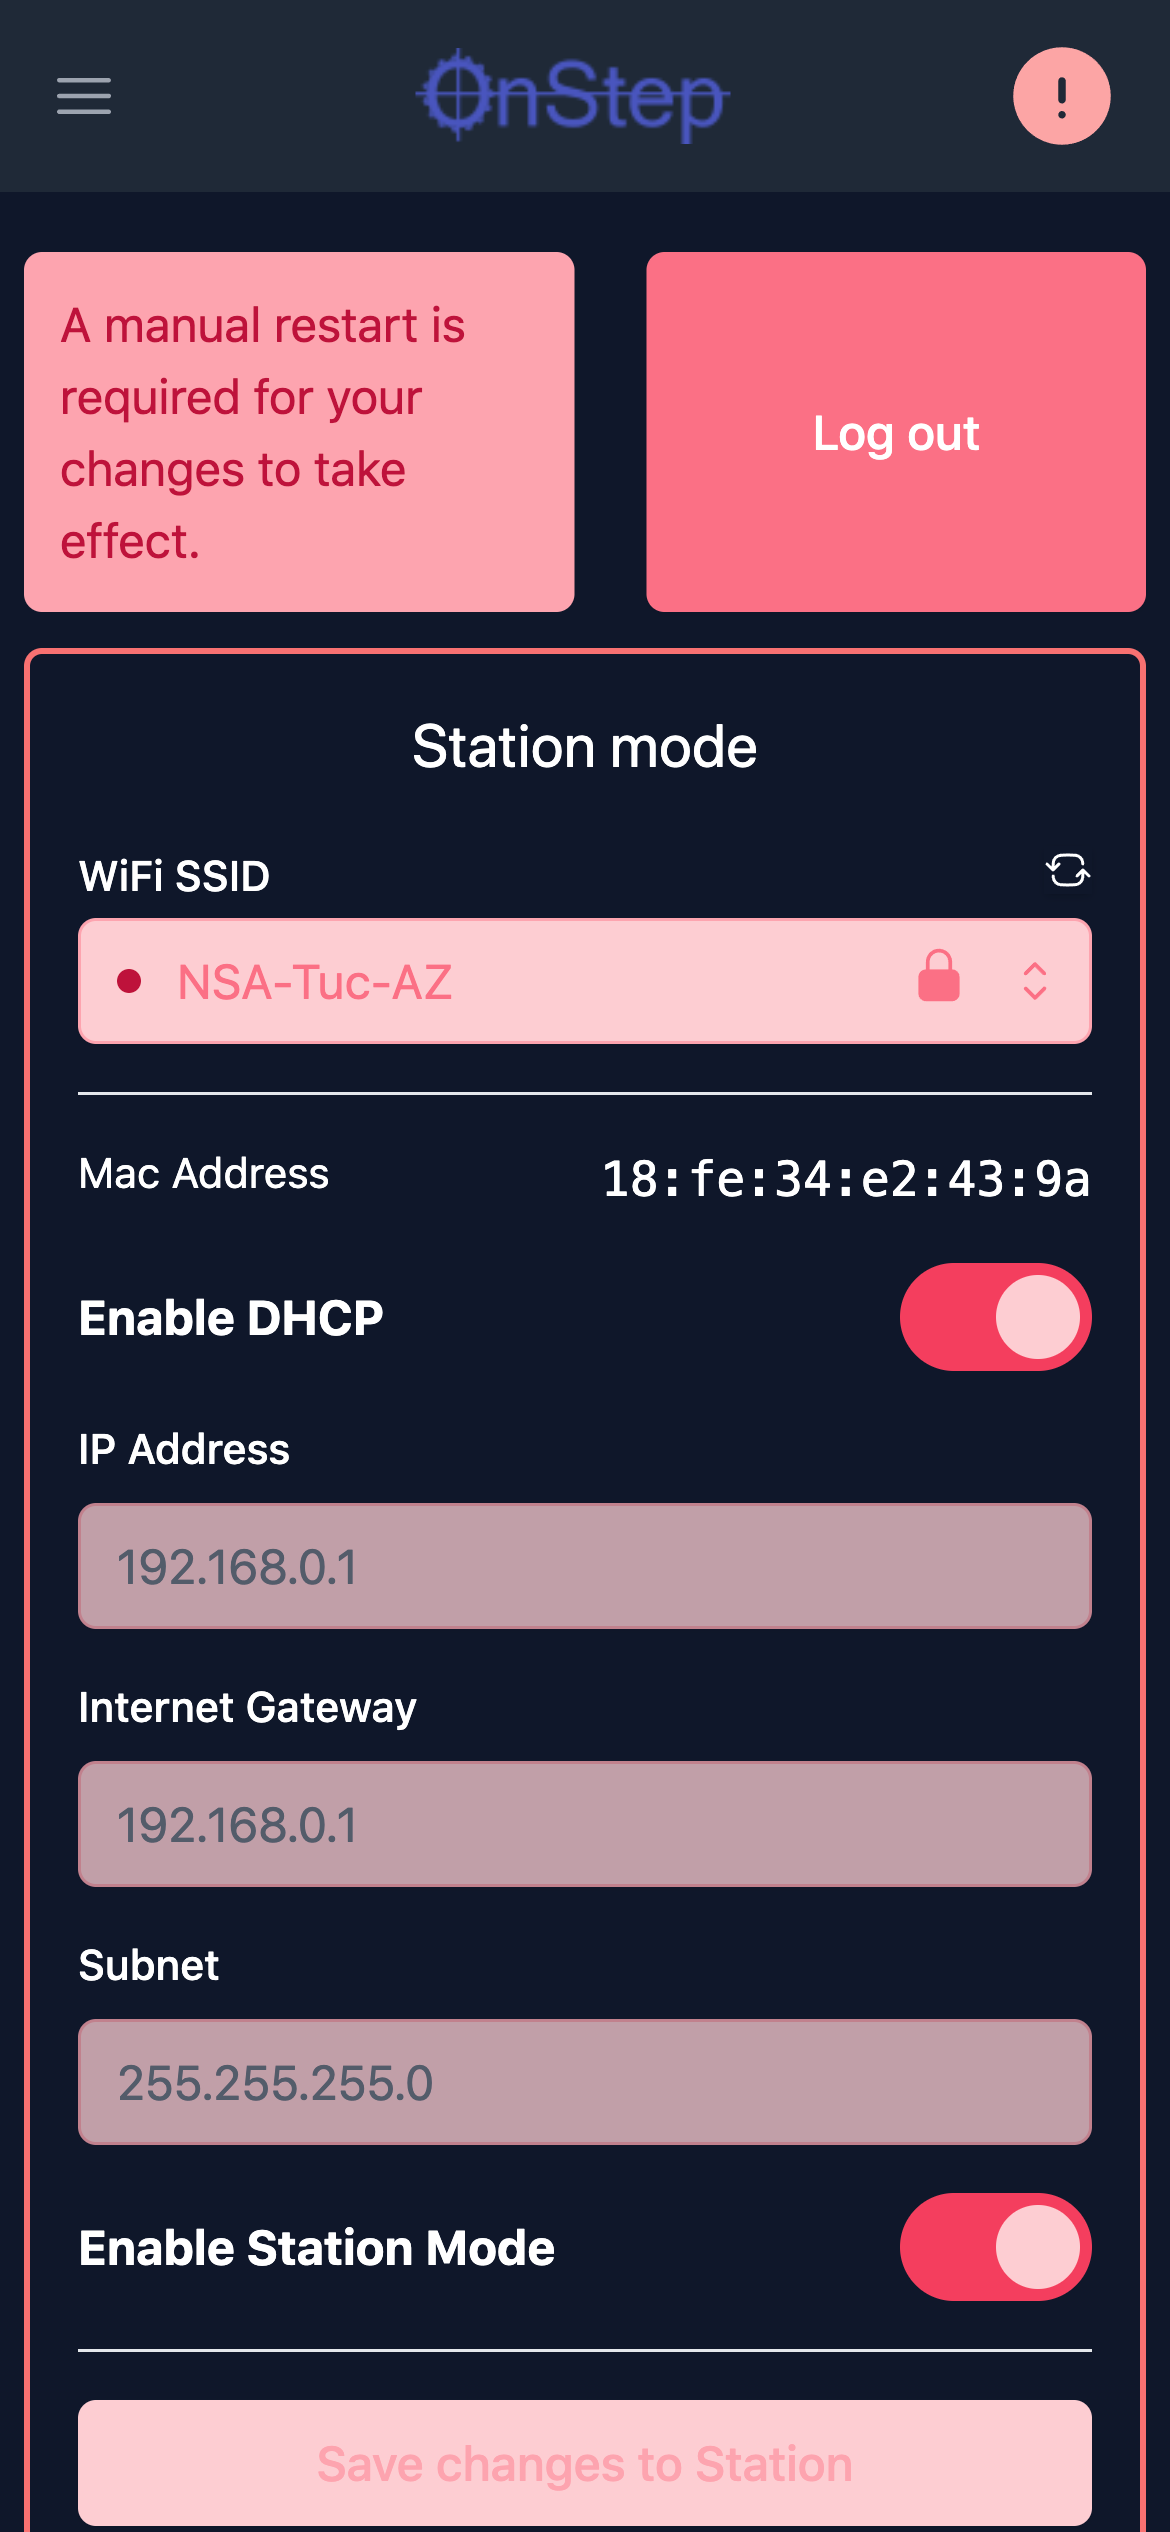 OnStep
A manual restart is
required for your
changes to take
effect.
Log out
Station mode
WiFi SSID
NSA-Tuc-AZ
Mac Address
18:fe:34:e2:43:9a
Enable DHCP
IP Address
192.168.0.1
Internet Gateway
192.168.0.1
Subnet
255.255.255.0
Enable Station Mode
Save changes to Station